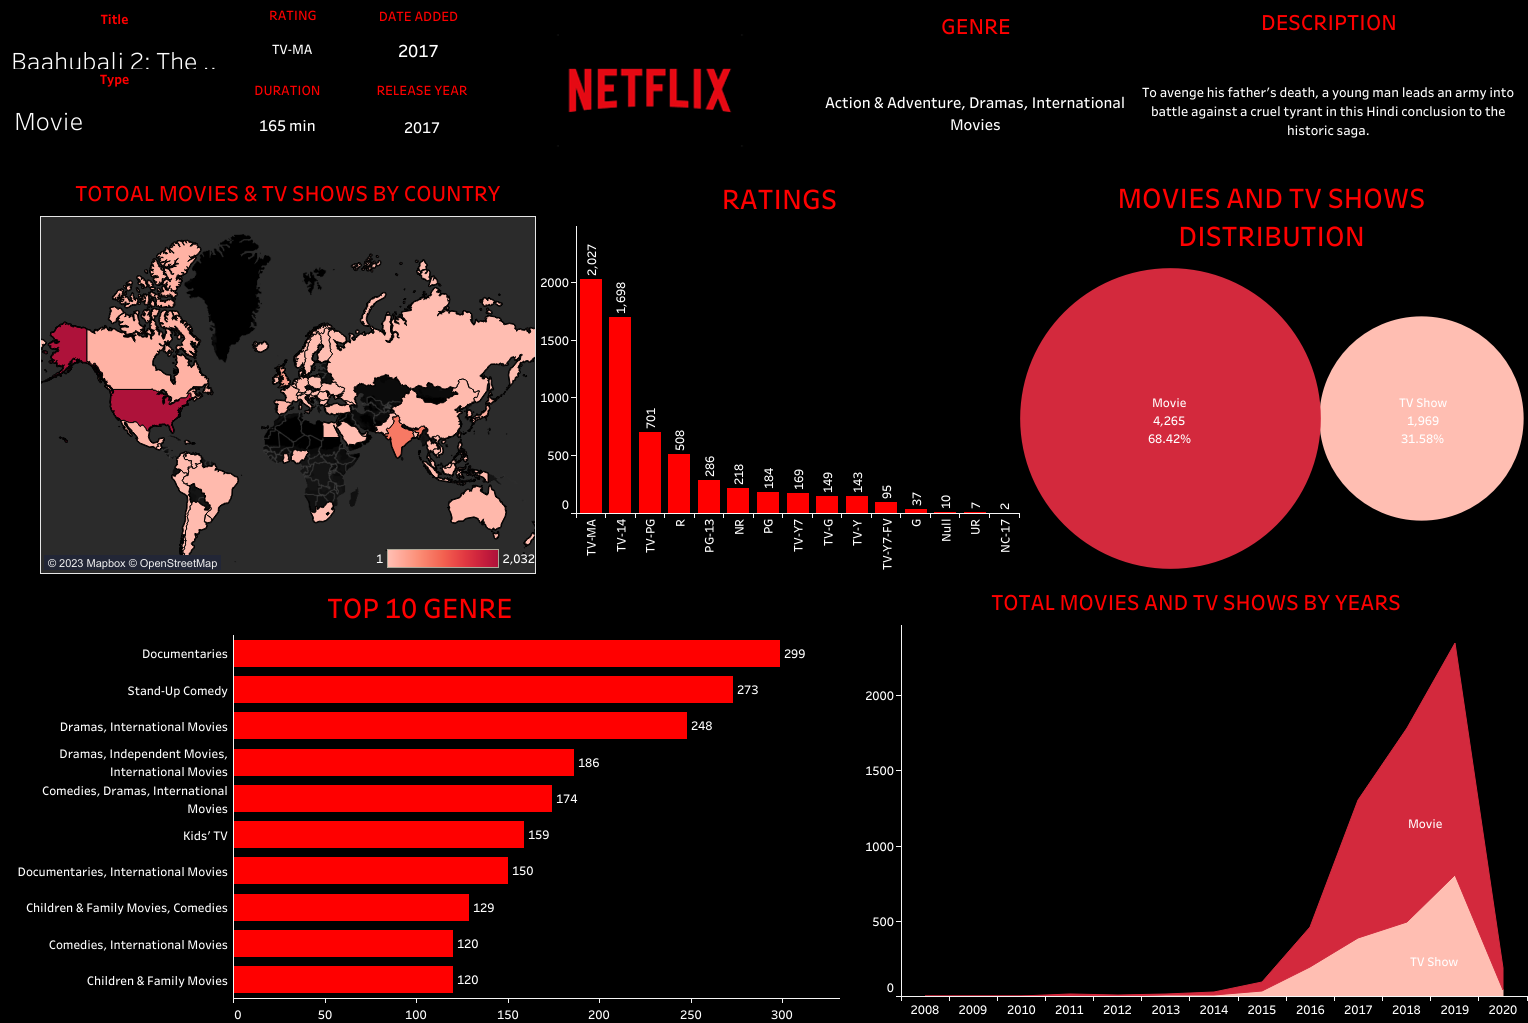 Title
Baahubali 2: The ..
Type
Movie
RATING
TV-MA
DATE ADDED
2017
DURATION
165 min
RELEASE YEAR
2017
NETFLIX
GENRE
Action & Adventure, Dramas, International
Movies
DESCRIPTION
To avenge his father's death, a young man leads an army into
battle against a cruel tyrant in this Hindi conclusion to the
historic saga.
TOTOAL MOVIES & TV SHOWS BY COUNTRY
© 2023 Mapbox © OpenStreetMap
1
2,032
RATINGS
2000
1500
1000
500
0
2,027
1,698
701
508
286
218
184
169
149
143
95
37
10
7
2
TV-MA
TV-14
TV-PG
R
PG-13
NR
PG
TV-Y7
TV-G
TV-Y
TV-Y7-FV
G
Null
UR
NC-17
MOVIES AND TV SHOWS
DISTRIBUTION
Movie
4,265
68.42%
TV Show
1,969
31.58%
TOP 10 GENRE
Documentaries
299
Stand-Up Comedy
273
Dramas, International Movies
248
Dramas, Independent Movies,
International Movies
186
Comedies, Dramas, International
Movies
174
Kids' TV
159
Documentaries, International Movies
150
Children & Family Movies, Comedies
129
Comedies, International Movies
120
Children & Family Movies
120
0 50 100 150 200 250 300
TOTAL MOVIES AND TV SHOWS BY YEARS
2000
1500
1000
500
0
Movie
TV Show
2008 2009 2010 2011 2012 2013 2014 2015 2016 2017 2018 2019 2020